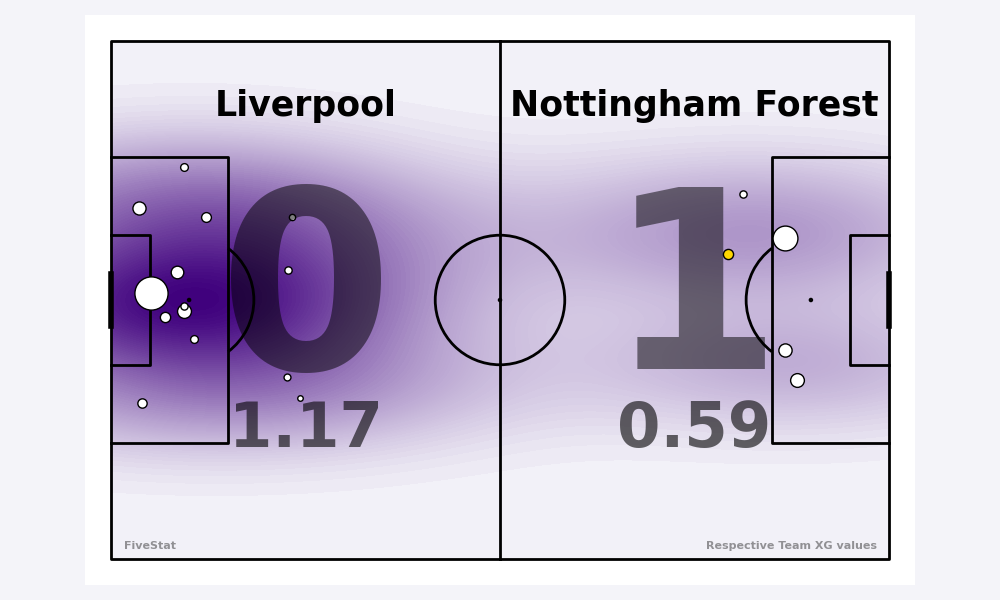 Liverpool
Nottingham Forest
0
1
1.17
0.59
FiveStat
Respective Team XG values